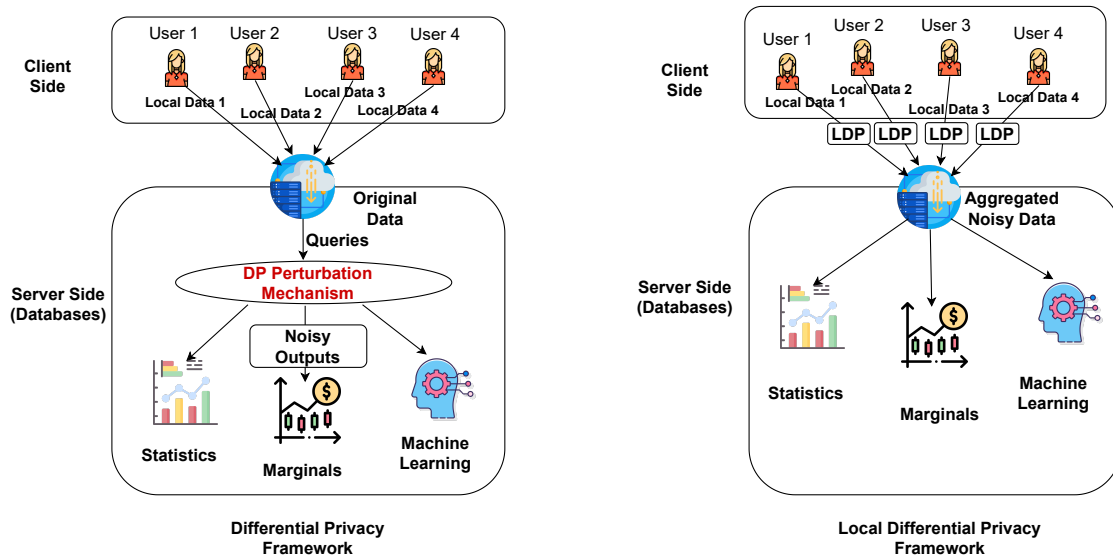 User 1
User 2
User 3
User 4
Client
Side
Local Data 1
Local Data 2
Local Data 3
Local Data 4
Original
Data
Queries
DP Perturbation
Mechanism
Server Side
(Databases)
Noisy
Outputs
$
Statistics
Marginals
Machine
Learning
Differential Privacy
Framework
User 1
User 2
User 3
User 4
Client
Side
Local Data 1
Local Data 2
Local Data 3
Local Data 4
LDP
LDP
LDP
LDP
Aggregated
Noisy Data
Server Side
(Databases)
$
Statistics
Marginals
Machine
Learning
Local Differential Privacy
Framework